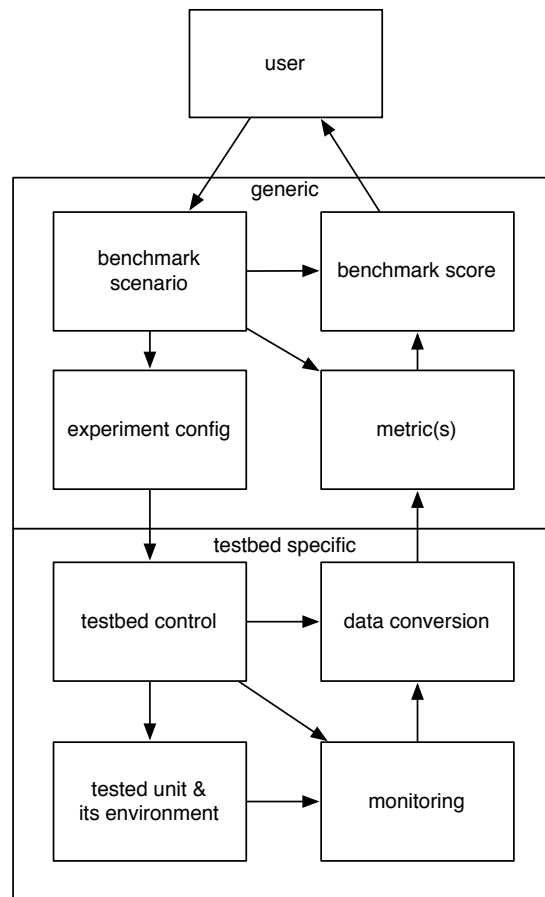 user
generic
benchmark
scenario
benchmark score
experiment config
metric(s)
testbed specific
testbed control
data conversion
tested unit &
its environment
monitoring